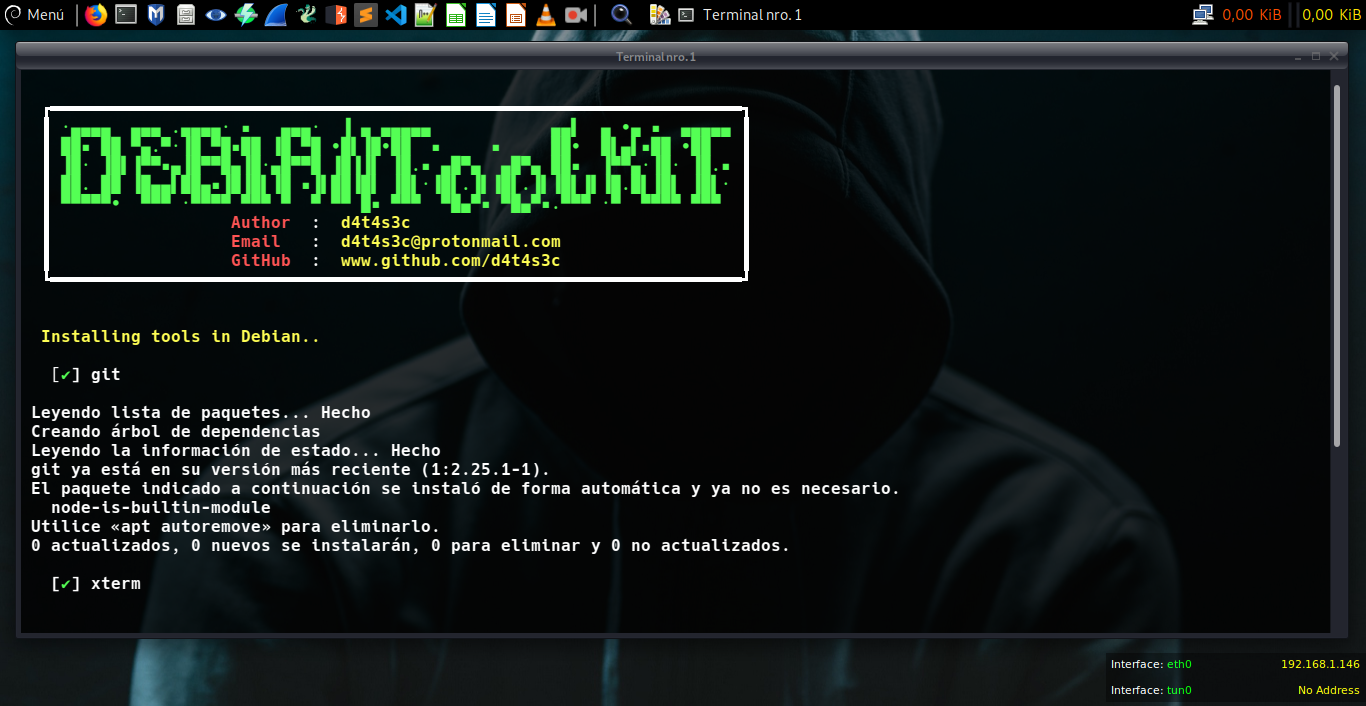 Menú
Terminal nro. 1
0,00 KiB
0,00 KiB
Terminal nro. 1
DEBIANTooLKIT
Author : d4t4s3c
Email : d4t4s3c@protonmail.com
GitHub : www.github.com/d4t4s3c
Installing tools in Debian..
[✔] git
Leyendo lista de paquetes... Hecho
Creando árbol de dependencias
Leyendo la información de estado... Hecho
git ya está en su versión más reciente (1:2.25.1-1).
El paquete indicado a continuación se instaló de forma automática y ya no es necesario.
node-is-builtin-module
Utilice «apt autoremove» para eliminarlo.
0 actualizados, 0 nuevos se instalarán, 0 para eliminar y 0 no actualizados.
[✔] xterm
Interface: eth0 192.168.1.146
Interface: tun0 No Address